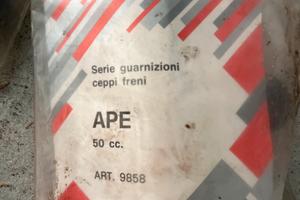 Serie guarnizioni
ceppi freni
APE
50 cc.
ART. 9858